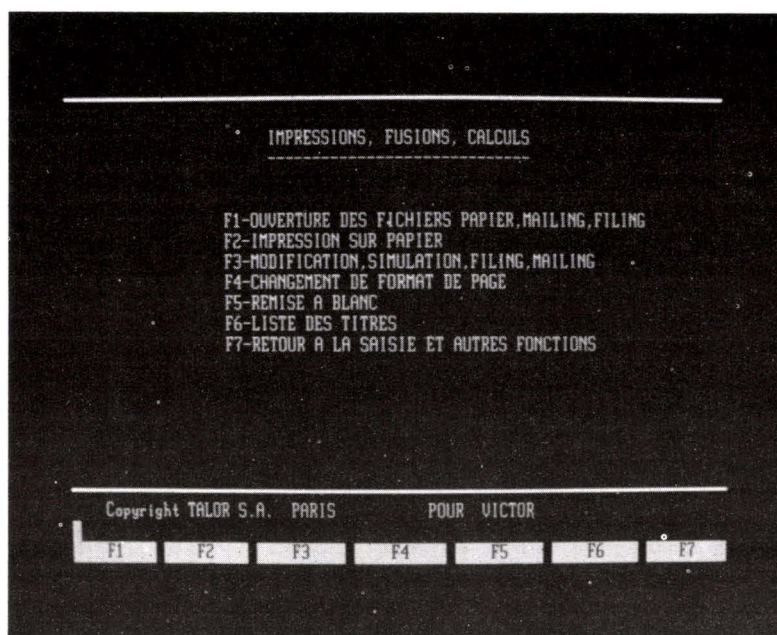 IMPRESSIONS, FUSIONS, CALCULS
F1-OUVERTURE DES FICHIERS PAPIER,MAILING,FILING
F2-IMPRESSION SUR PAPIER
F3-MODIFICATION,SIMULATION,FILING,MAILING
F4-CHANGEMENT DE FORMAT DE PAGE
F5-REMISE A BLANC
F6-LISTE DES TITRES
F7-RETOUR A LA SAISIE ET AUTRES FONCTIONS
Copyright TALOR S.A. PARIS POUR VICTOR
F1 F2 F3 F4 F5 F6 F7